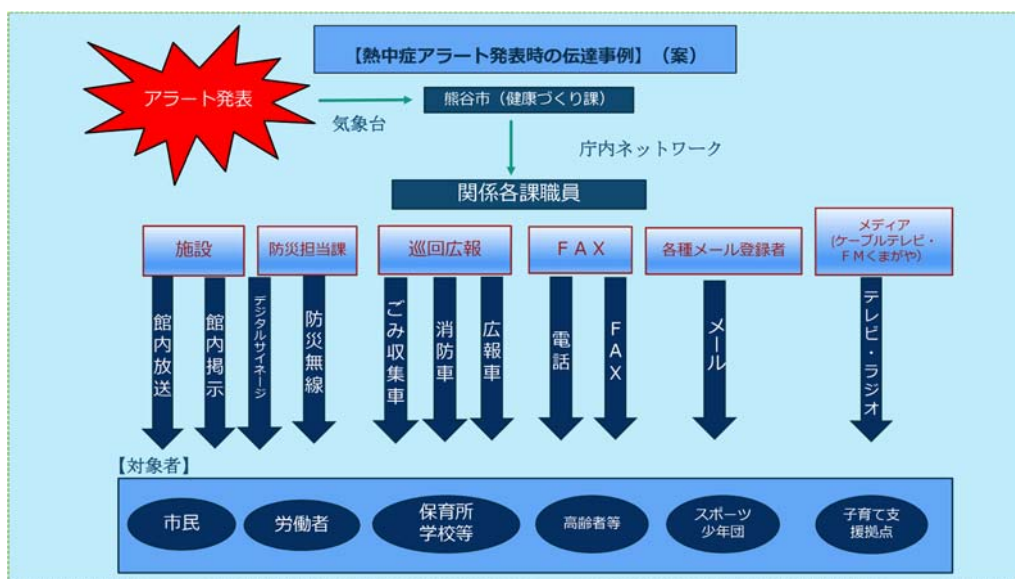 【熱中症アラート発表時の伝達事例】（案）
アラート発表
熊谷市（健康づくり課）
気象台
庁内ネットワーク
関係各課職員
施設
防災担当課
巡回広報
ＦＡＸ
各種メール登録者
メディア
(ケーブルテレビ・
ＦＭくまがや）
館内放送
館内掲示
デジタルサイネージ
防災無線
ごみ収集車
消防車
広報車
電話
ＦＡＸ
メール
テレビ・ラジオ
【対象者】
市民
労働者
保育所
学校等
高齢者等
スポーツ
少年団
子育て支
援拠点